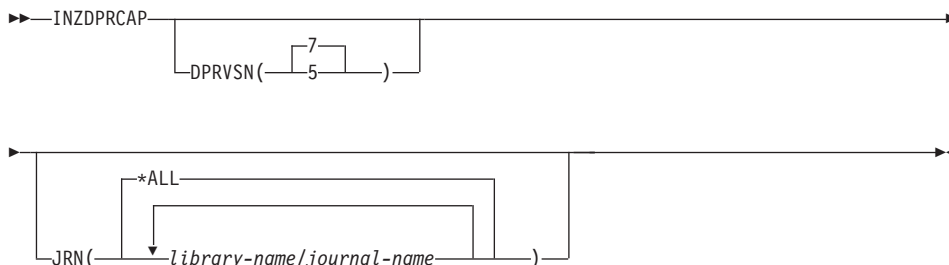 INZDPRCAP
7
DPRVSN( 5 )
*ALL
JRN( library-name/journal-name )